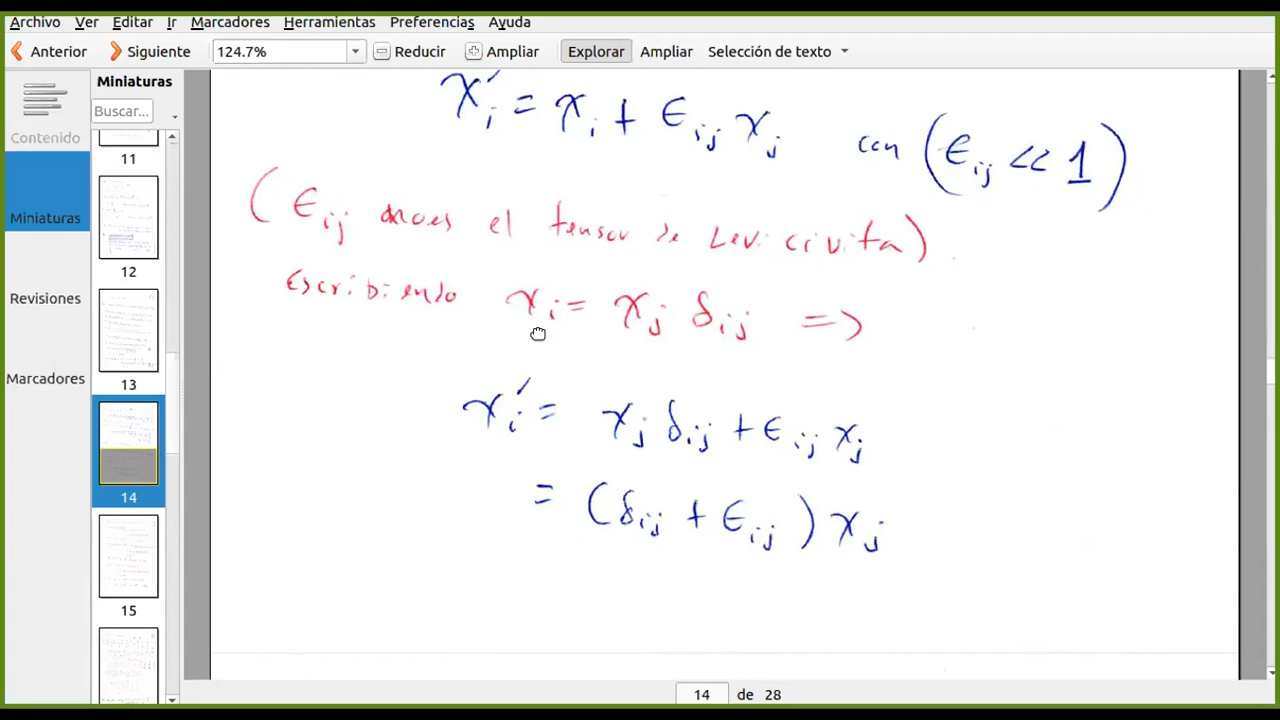 Archivo Ver Editar Ir Marcadores Herramientas Preferencias Ayuda
Anterior Siguiente 124.7% Reducir Ampliar Explorar Ampliar Selección de texto
Contenido
Miniaturas
Revisiones
Marcadores
Miniaturas
Buscar...
11
12
13
14
15
x'ᵢ = xᵢ + ϵᵢⱼ xⱼ con (ϵᵢⱼ << 1)
(ϵᵢⱼ es el tensor de Levi civita)
Escribiendo xᵢ = xⱼ δᵢⱼ =>
xᵢ' = xⱼ δᵢⱼ + ϵᵢⱼ xⱼ
= (δᵢⱼ + ϵᵢⱼ) xⱼ
14 de 28